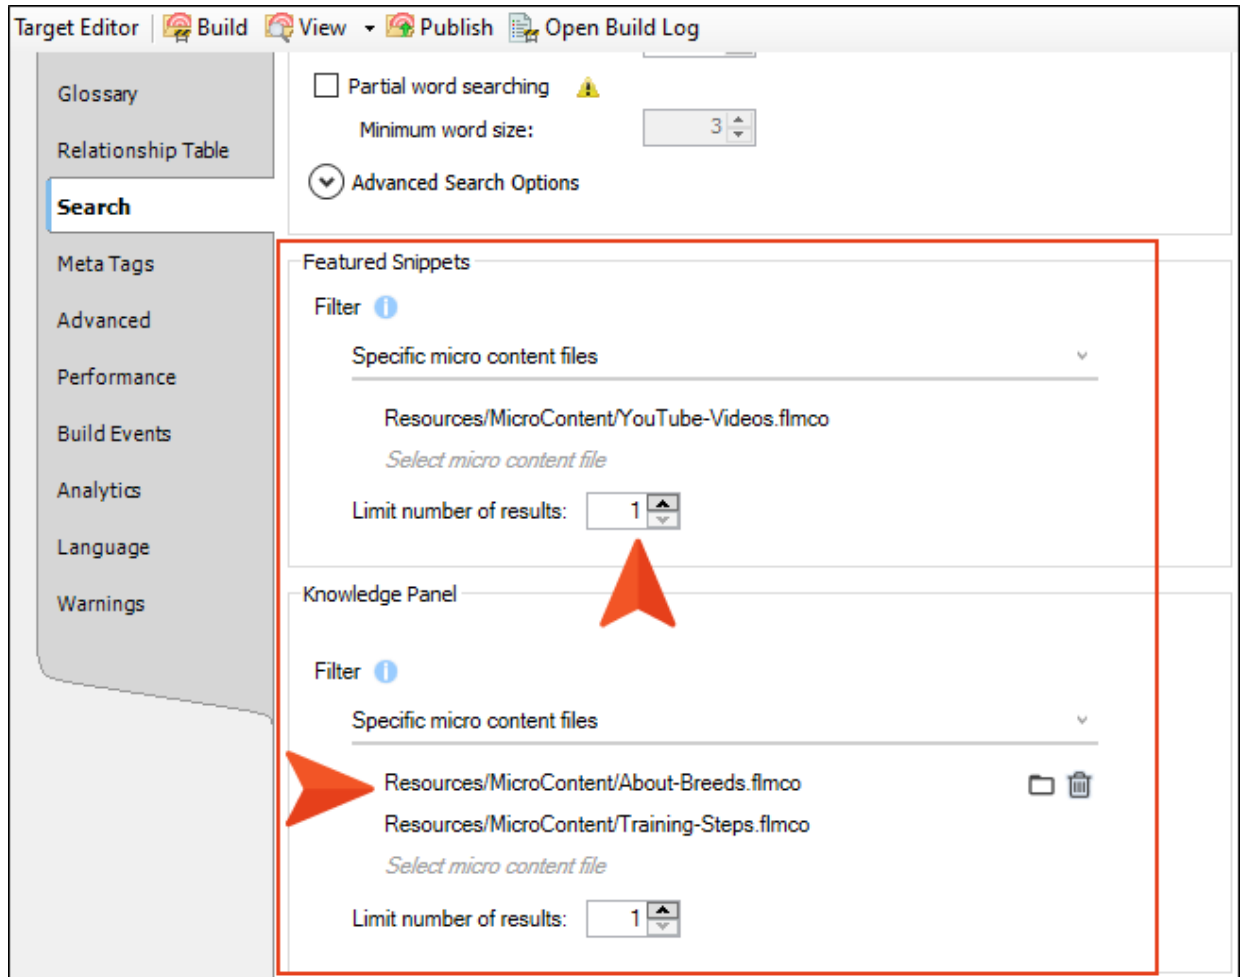 Target Editor Build View Publish Open Build Log
Glossary
Relationship Table
Search
Meta Tags
Advanced
Performance
Build Events
Analytics
Language
Warnings
Partial word searching
Minimum word size: 3
Advanced Search Options
Featured Snippets
Filter
Specific micro content files
Resources/MicroContent/YouTube-Videos.flmco
Select micro content file
Limit number of results: 1
Knowledge Panel
Filter
Specific micro content files
Resources/MicroContent/About-Breeds.flmco
Resources/MicroContent/Training-Steps.flmco
Select micro content file
Limit number of results: 1